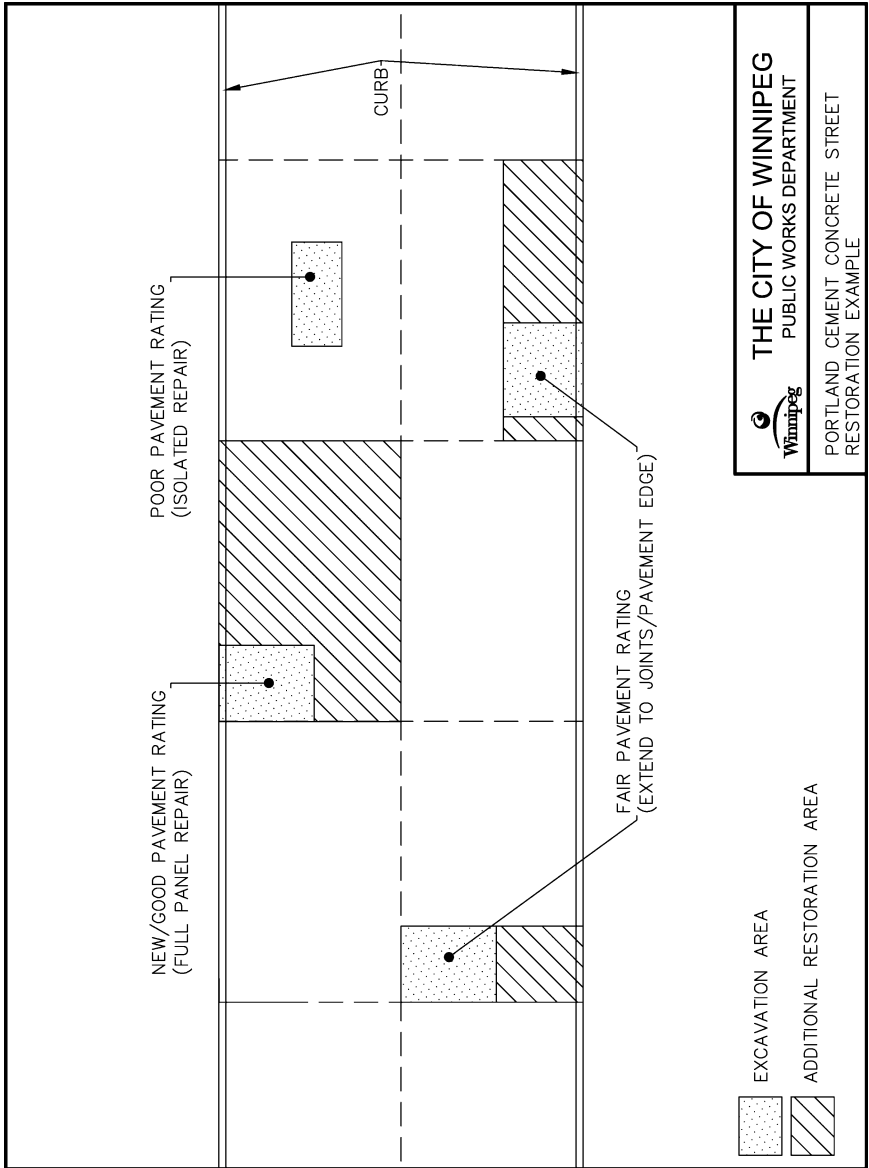 NEW/GOOD PAVEMENT RATING
(FULL PANEL REPAIR)
POOR PAVEMENT RATING
(ISOLATED REPAIR)
CURB
FAIR PAVEMENT RATING
(EXTEND TO JOINTS/PAVEMENT EDGE)
EXCAVATION AREA
ADDITIONAL RESTORATION AREA
Winnipeg
THE CITY OF WINNIPEG
PUBLIC WORKS DEPARTMENT
PORTLAND CEMENT CONCRETE STREET
RESTORATION EXAMPLE